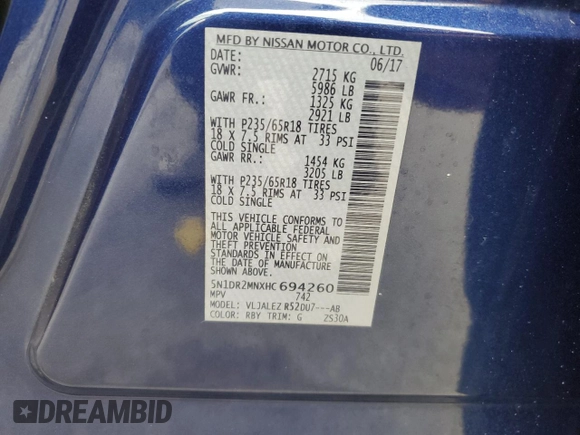 MFD BY NISSAN MOTOR CO., LTD.
DATE: 06/17
GVWR: 2715 KG
5986 LB
GAWR FR.: 1325 KG
2921 LB
WITH P235/65R18 TIRES
18 X 7.5 RIMS AT 33 PSI
COLD SINGLE
GAWR RR.: 1454 KG
3205 LB
WITH P235/65R18 TIRES
18 X 7.5 RIMS AT 33 PSI
COLD SINGLE
THIS VEHICLE CONFORMS TO
ALL APPLICABLE FEDERAL
MOTOR VEHICLE SAFETY AND
THEFT PREVENTION
STANDARDS IN EFFECT ON
THE DATE OF MANUFACTURE
SHOWN ABOVE.
5N1DR2MNXHC694260
MPV 742
MODEL: VLJALEZ R52DU7---AB
COLOR: RBY TRIM: G 2S30A
DREAMBID